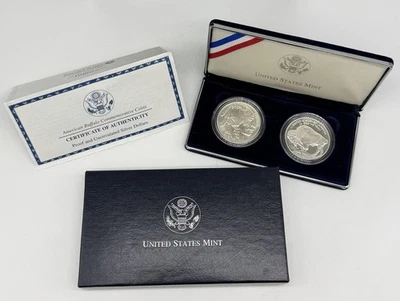 American Buffalo Commemorative Coins
CERTIFICATE OF AUTHENTICITY
Proof and Uncirculated Silver Dollars
UNITED STATES MINT
UNITED STATES MINT